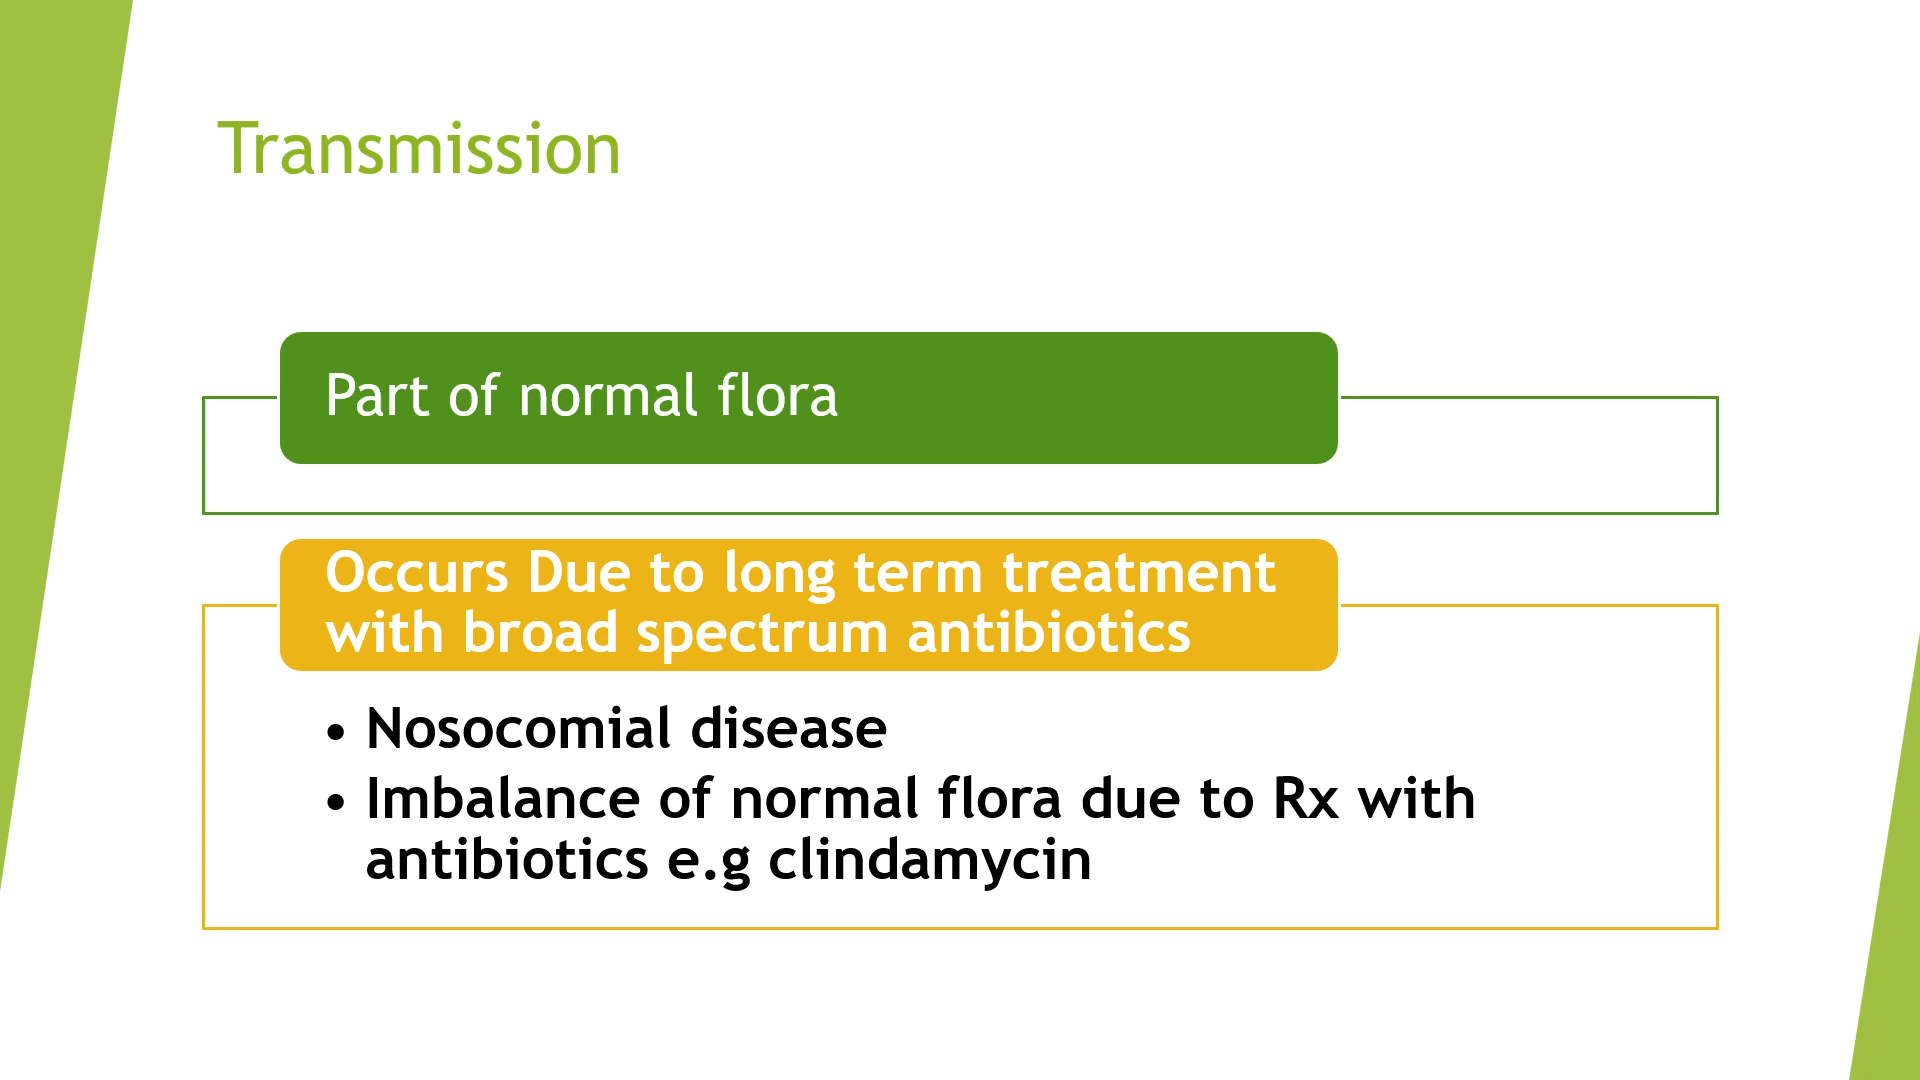 Transmission
Part of normal flora
Occurs Due to long term treatment
with broad spectrum antibiotics
• Nosocomial disease
• Imbalance of normal flora due to Rx with
antibiotics e.g clindamycin